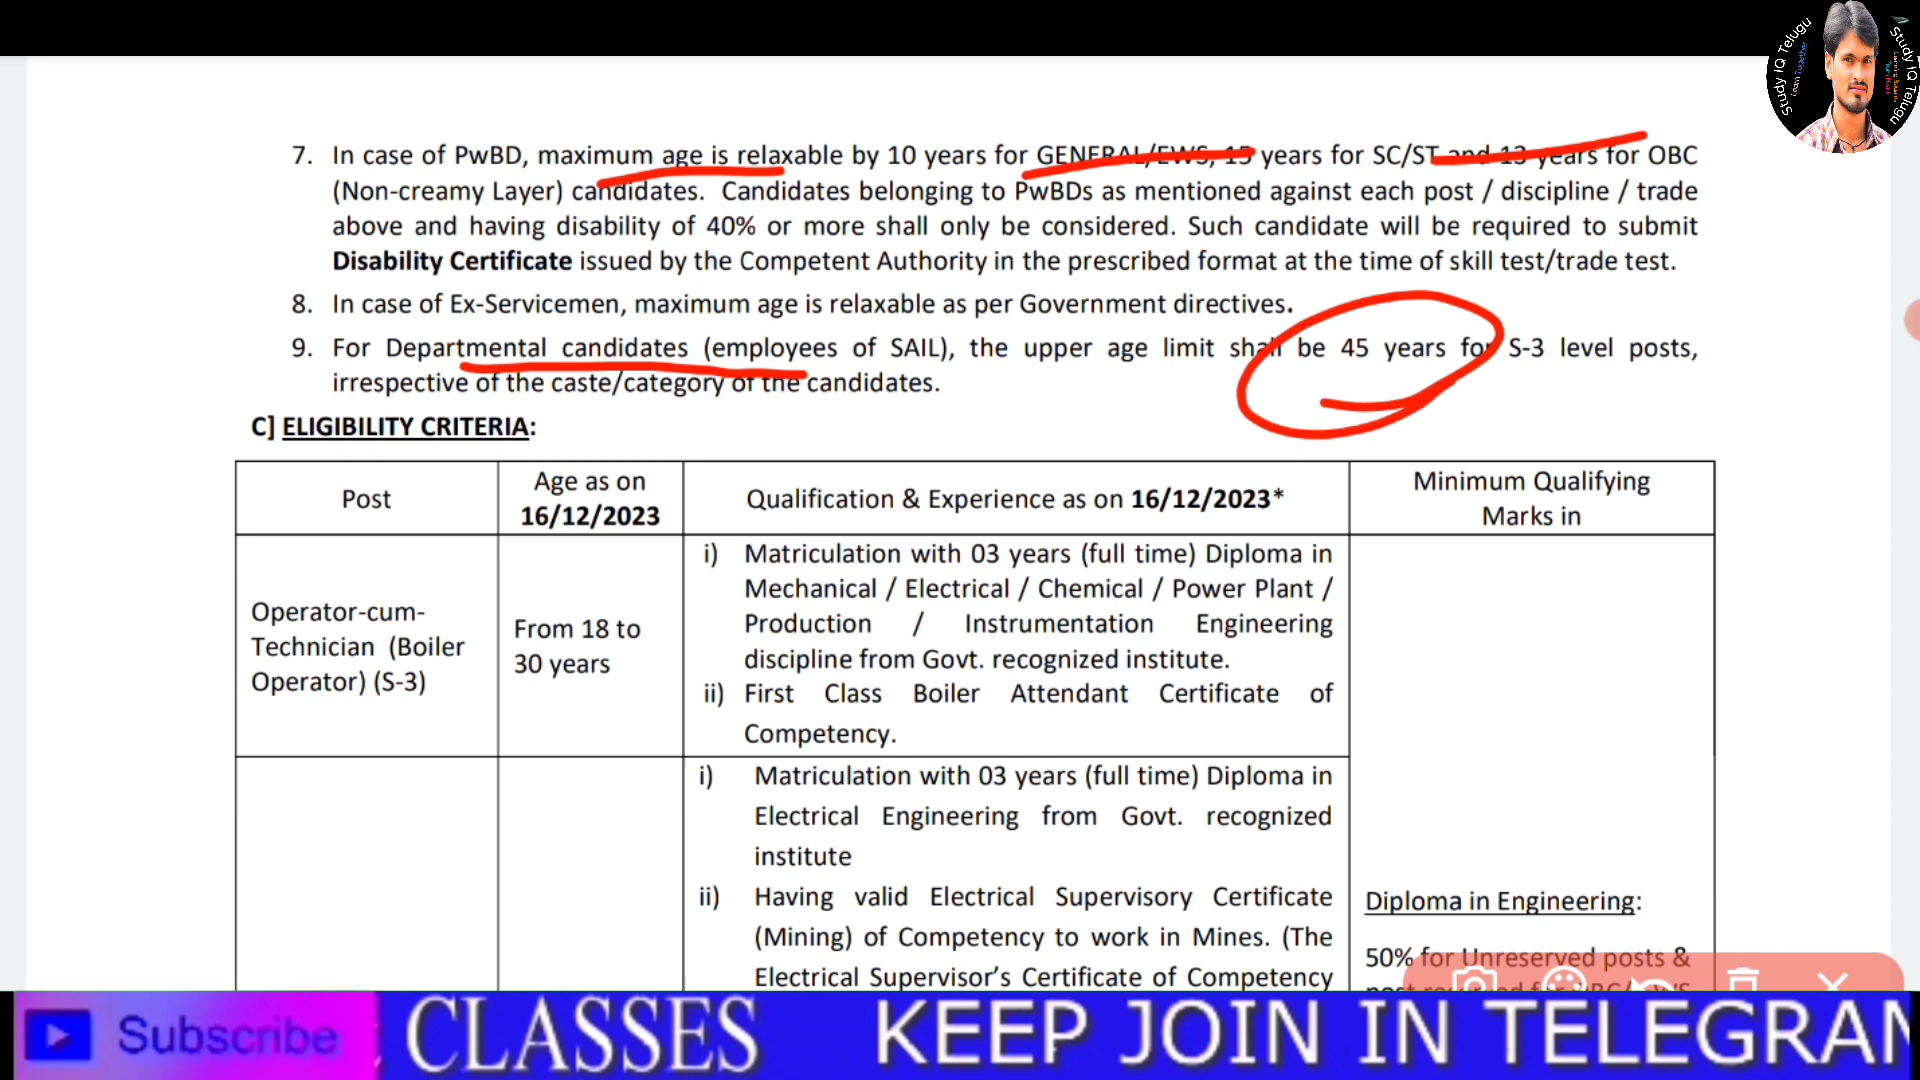 Study IQ Telugu
Learn Together
Study IQ Telugu
7. In case of PwBD, maximum age is relaxable by 10 years for GENERAL/EWS, 15 years for SC/ST and 13 years for OBC
(Non-creamy Layer) candidates. Candidates belonging to PwBDs as mentioned against each post / discipline / trade
above and having disability of 40% or more shall only be considered. Such candidate will be required to submit
Disability Certificate issued by the Competent Authority in the prescribed format at the time of skill test/trade test.
8. In case of Ex-Servicemen, maximum age is relaxable as per Government directives.
9. For Departmental candidates (employees of SAIL), the upper age limit shall be 45 years for S-3 level posts,
irrespective of the caste/category of the candidates.
C] ELIGIBILITY CRITERIA:
Post
Age as on
16/12/2023
Qualification & Experience as on 16/12/2023*
Minimum Qualifying
Marks in
Operator-cum-
Technician (Boiler
Operator) (S-3)
From 18 to
30 years
i) Matriculation with 03 years (full time) Diploma in
Mechanical / Electrical / Chemical / Power Plant /
Production / Instrumentation Engineering
discipline from Govt. recognized institute.
ii) First Class Boiler Attendant Certificate of
Competency.
i) Matriculation with 03 years (full time) Diploma in
Electrical Engineering from Govt. recognized
institute
ii) Having valid Electrical Supervisory Certificate
(Mining) of Competency to work in Mines. (The
Electrical Supervisor's Certificate of Competency
Diploma in Engineering:
50% for Unreserved posts &
Subscribe
CLASSES KEEP JOIN IN TELEGRAM